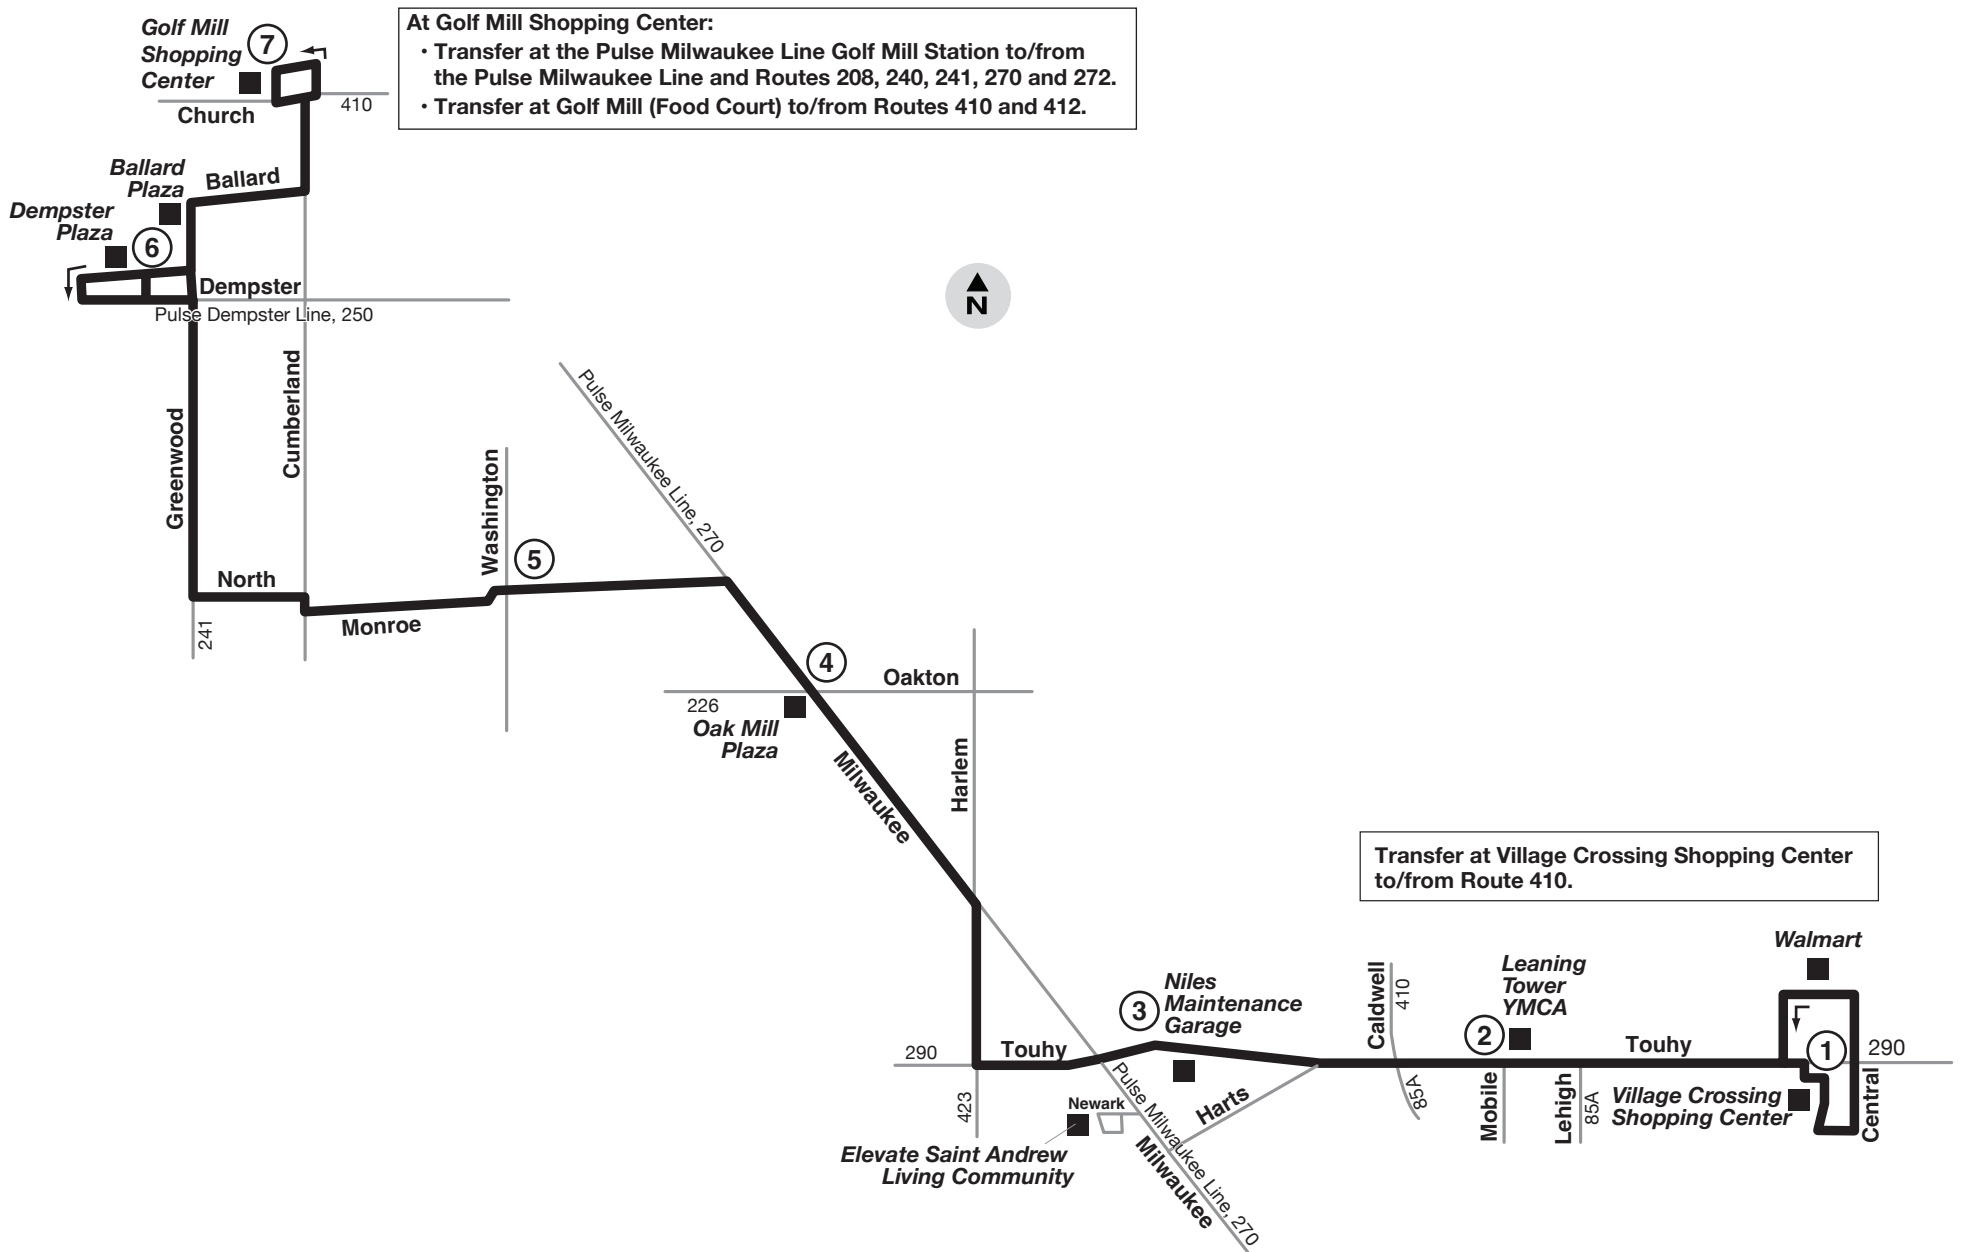 Golf Mill
Shopping
Center
7
Church
410
At Golf Mill Shopping Center:
• Transfer at the Pulse Milwaukee Line Golf Mill Station to/from
the Pulse Milwaukee Line and Routes 208, 240, 241, 270 and 272.
• Transfer at Golf Mill (Food Court) to/from Routes 410 and 412.
Ballard
Plaza
Ballard
Dempster
Plaza
6
Dempster
Pulse Dempster Line, 250
N
Greenwood
Cumberland
Washington
Pulse Milwaukee Line, 270
5
North
241
Monroe
4
Oakton
226
Oak Mill
Plaza
Milwaukee
Harlem
Transfer at Village Crossing Shopping Center
to/from Route 410.
Walmart
Leaning
Tower
YMCA
Caldwell
410
Niles
Maintenance
Garage
3
2
1
290
Touhy
Touhy
290
423
Newark
Elevate Saint Andrew
Living Community
Pulse Milwaukee Line, 270
Milwaukee
Harts
85A
Mobile
Lehigh
85A
Village Crossing
Shopping Center
Central